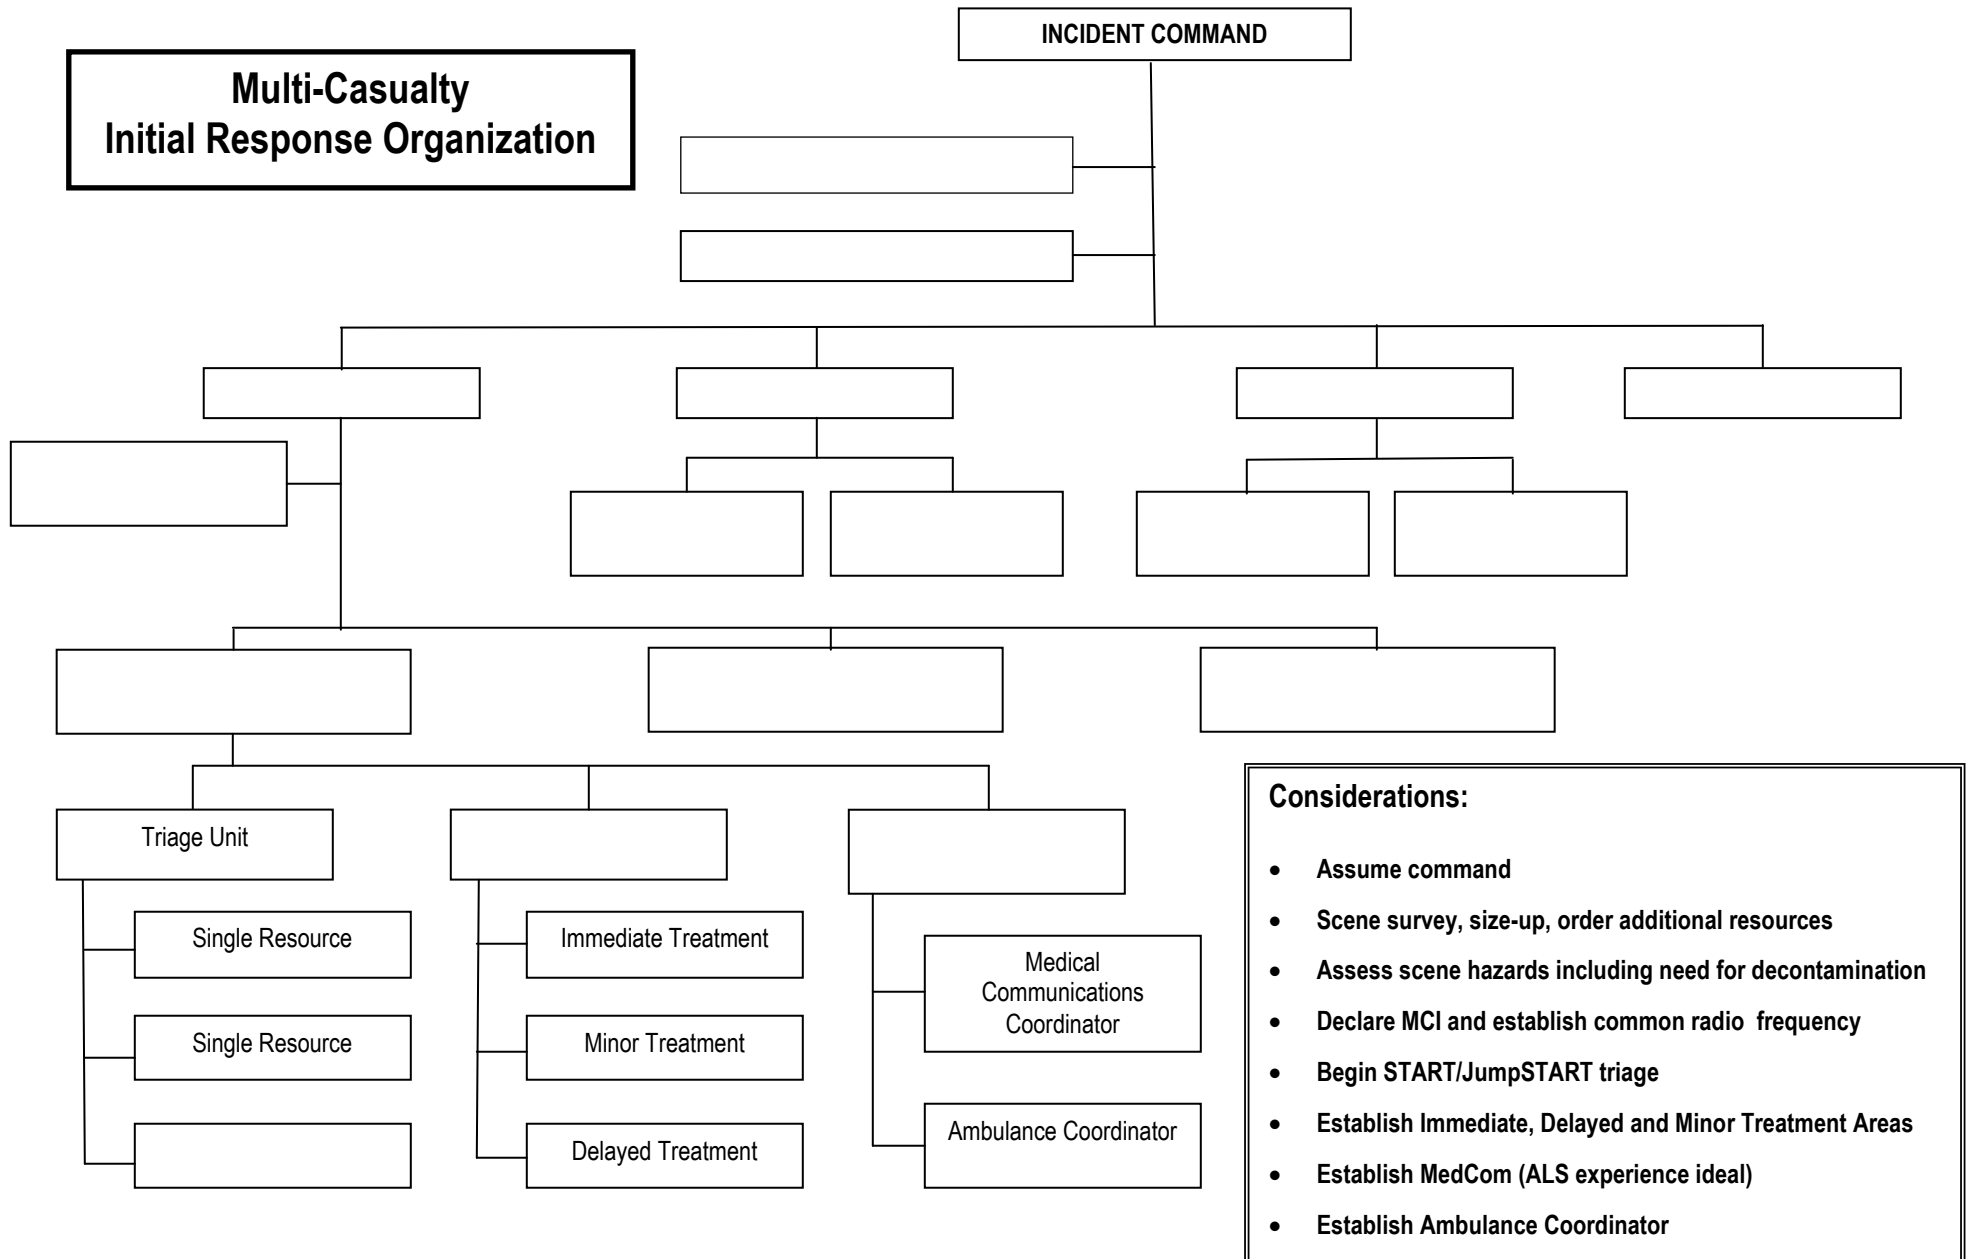 INCIDENT COMMAND
Multi-Casualty
Initial Response Organization
Triage Unit
Single Resource
Single Resource
Immediate Treatment
Minor Treatment
Delayed Treatment
Medical
Communications
Coordinator
Ambulance Coordinator
Considerations:
• Assume command
• Scene survey, size-up, order additional resources
• Assess scene hazards including need for decontamination
• Declare MCI and establish common radio frequency
• Begin START/JumpSTART triage
• Establish Immediate, Delayed and Minor Treatment Areas
• Establish MedCom (ALS experience ideal)
• Establish Ambulance Coordinator